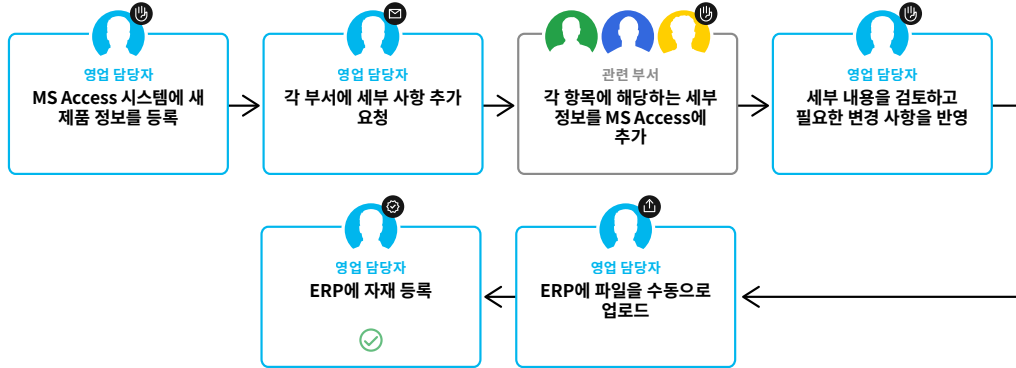 영업 담당자
MS Access 시스템에 새
제품 정보를 등록
영업 담당자
각 부서에 세부 사항 추가
요청
관련 부서
각 항목에 해당하는 세부
정보를 MS Access에
추가
영업 담당자
세부 내용을 검토하고
필요한 변경 사항을 반영
영업 담당자
ERP에 파일을 수동으로
업로드
영업 담당자
ERP에 자재 등록